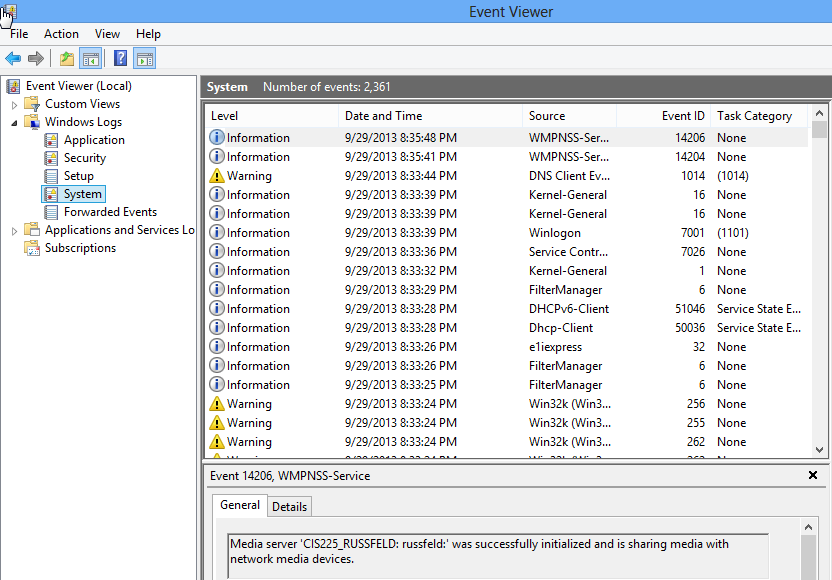 Event Viewer
File Action View Help
Event Viewer (Local)
Custom Views
Windows Logs
Application
Security
Setup
System
Forwarded Events
Applications and Services Lo
Subscriptions
System Number of events: 2,361
Level Date and Time Source Event ID Task Category
Information 9/29/2013 8:35:48 PM WMPNSS-Ser... 14206 None
Information 9/29/2013 8:35:41 PM WMPNSS-Ser... 14204 None
Warning 9/29/2013 8:33:44 PM DNS Client Ev... 1014 (1014)
Information 9/29/2013 8:33:39 PM Kernel-General 16 None
Information 9/29/2013 8:33:39 PM Kernel-General 16 None
Information 9/29/2013 8:33:39 PM Winlogon 7001 (1101)
Information 9/29/2013 8:33:36 PM Service Contr... 7026 None
Information 9/29/2013 8:33:32 PM Kernel-General 1 None
Information 9/29/2013 8:33:29 PM FilterManager 6 None
Information 9/29/2013 8:33:28 PM DHCPv6-Client 51046 Service State E...
Information 9/29/2013 8:33:28 PM Dhcp-Client 50036 Service State E...
Information 9/29/2013 8:33:26 PM e1iexpress 32 None
Information 9/29/2013 8:33:26 PM FilterManager 6 None
Information 9/29/2013 8:33:25 PM FilterManager 6 None
Warning 9/29/2013 8:33:24 PM Win32k (Win3... 256 None
Warning 9/29/2013 8:33:24 PM Win32k (Win3... 255 None
Warning 9/29/2013 8:33:24 PM Win32k (Win3... 262 None
Event 14206, WMPNSS-Service
General Details
Media server 'CIS225_RUSSFELD: russfeld:' was successfully initialized and is sharing media with
network media devices.